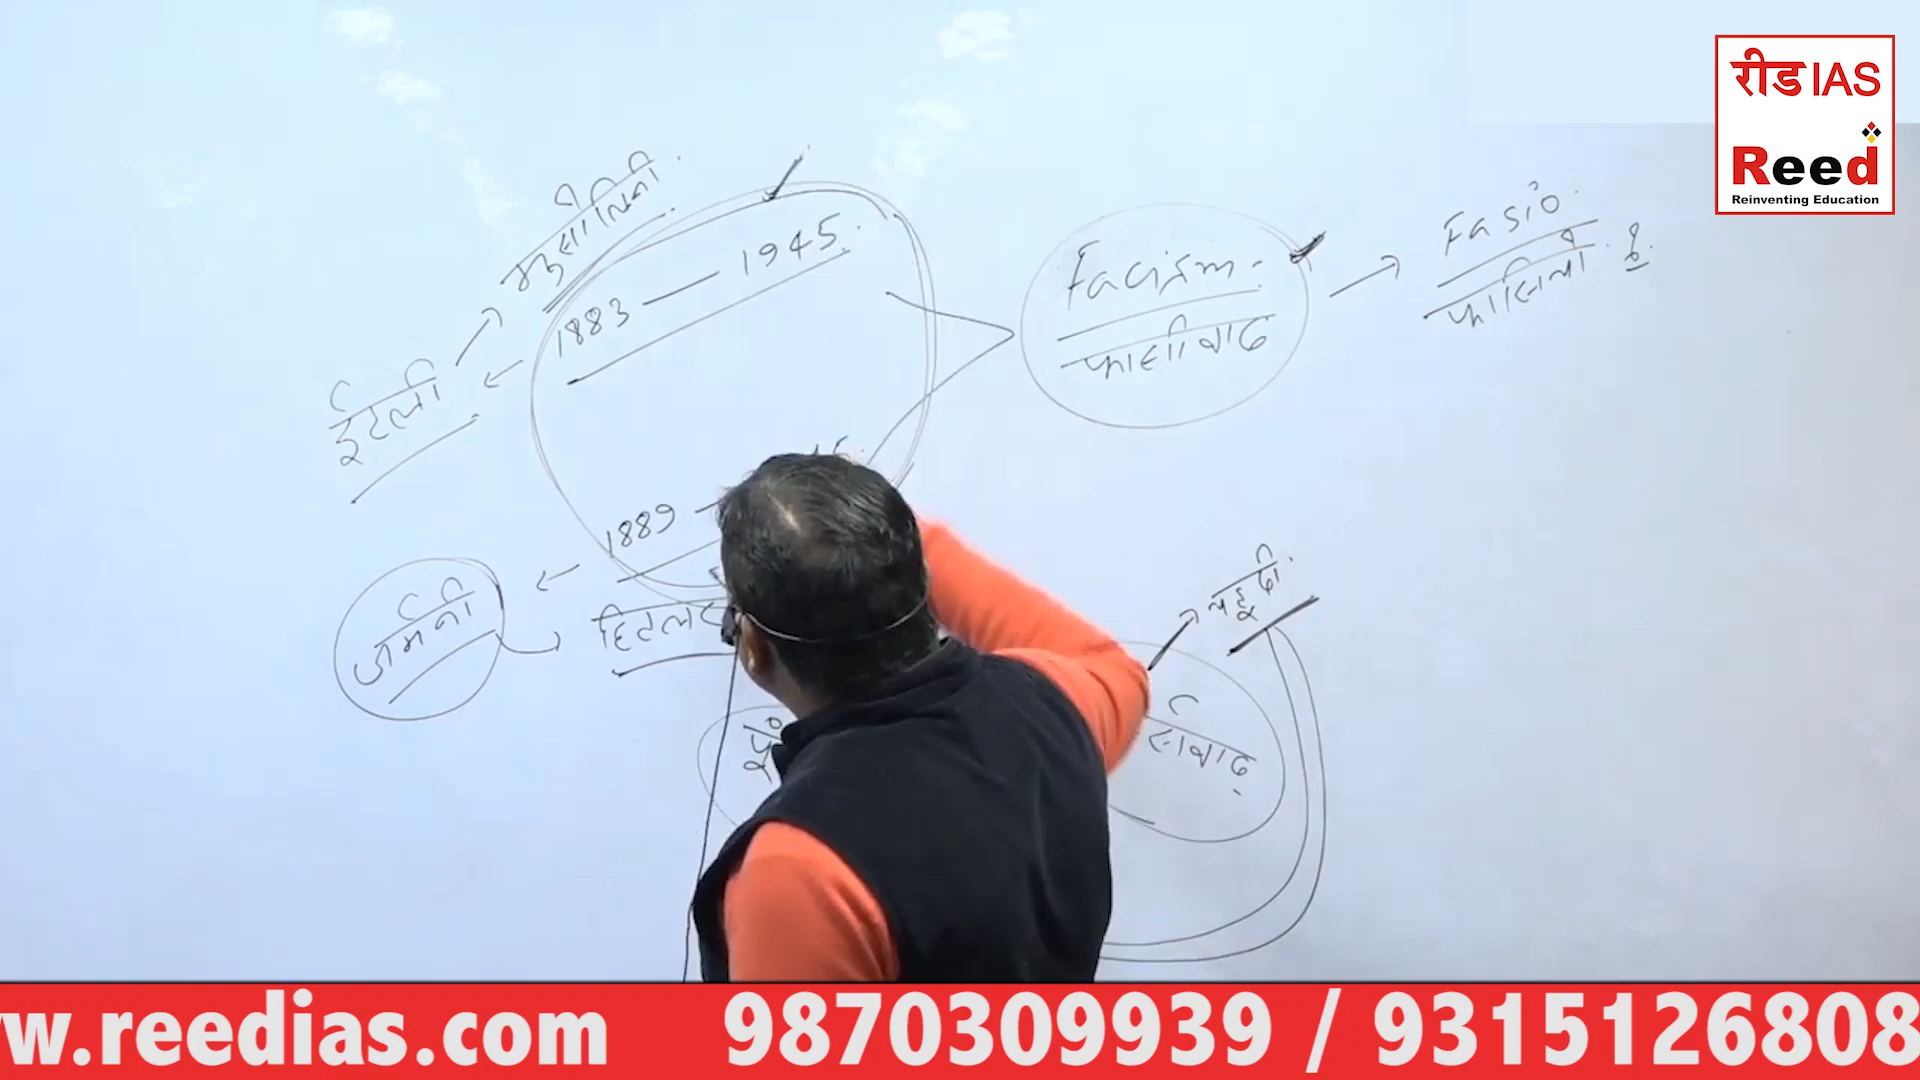 रीड IAS
Reed
Reinventing Education
मुसोलिनी
1883 — 1945
Facism
फासीवाद
Fasio
इटली
1889 —
जर्मनी
हिटलर
यहूदी
w.reedias.com 9870309939 / 9315126808